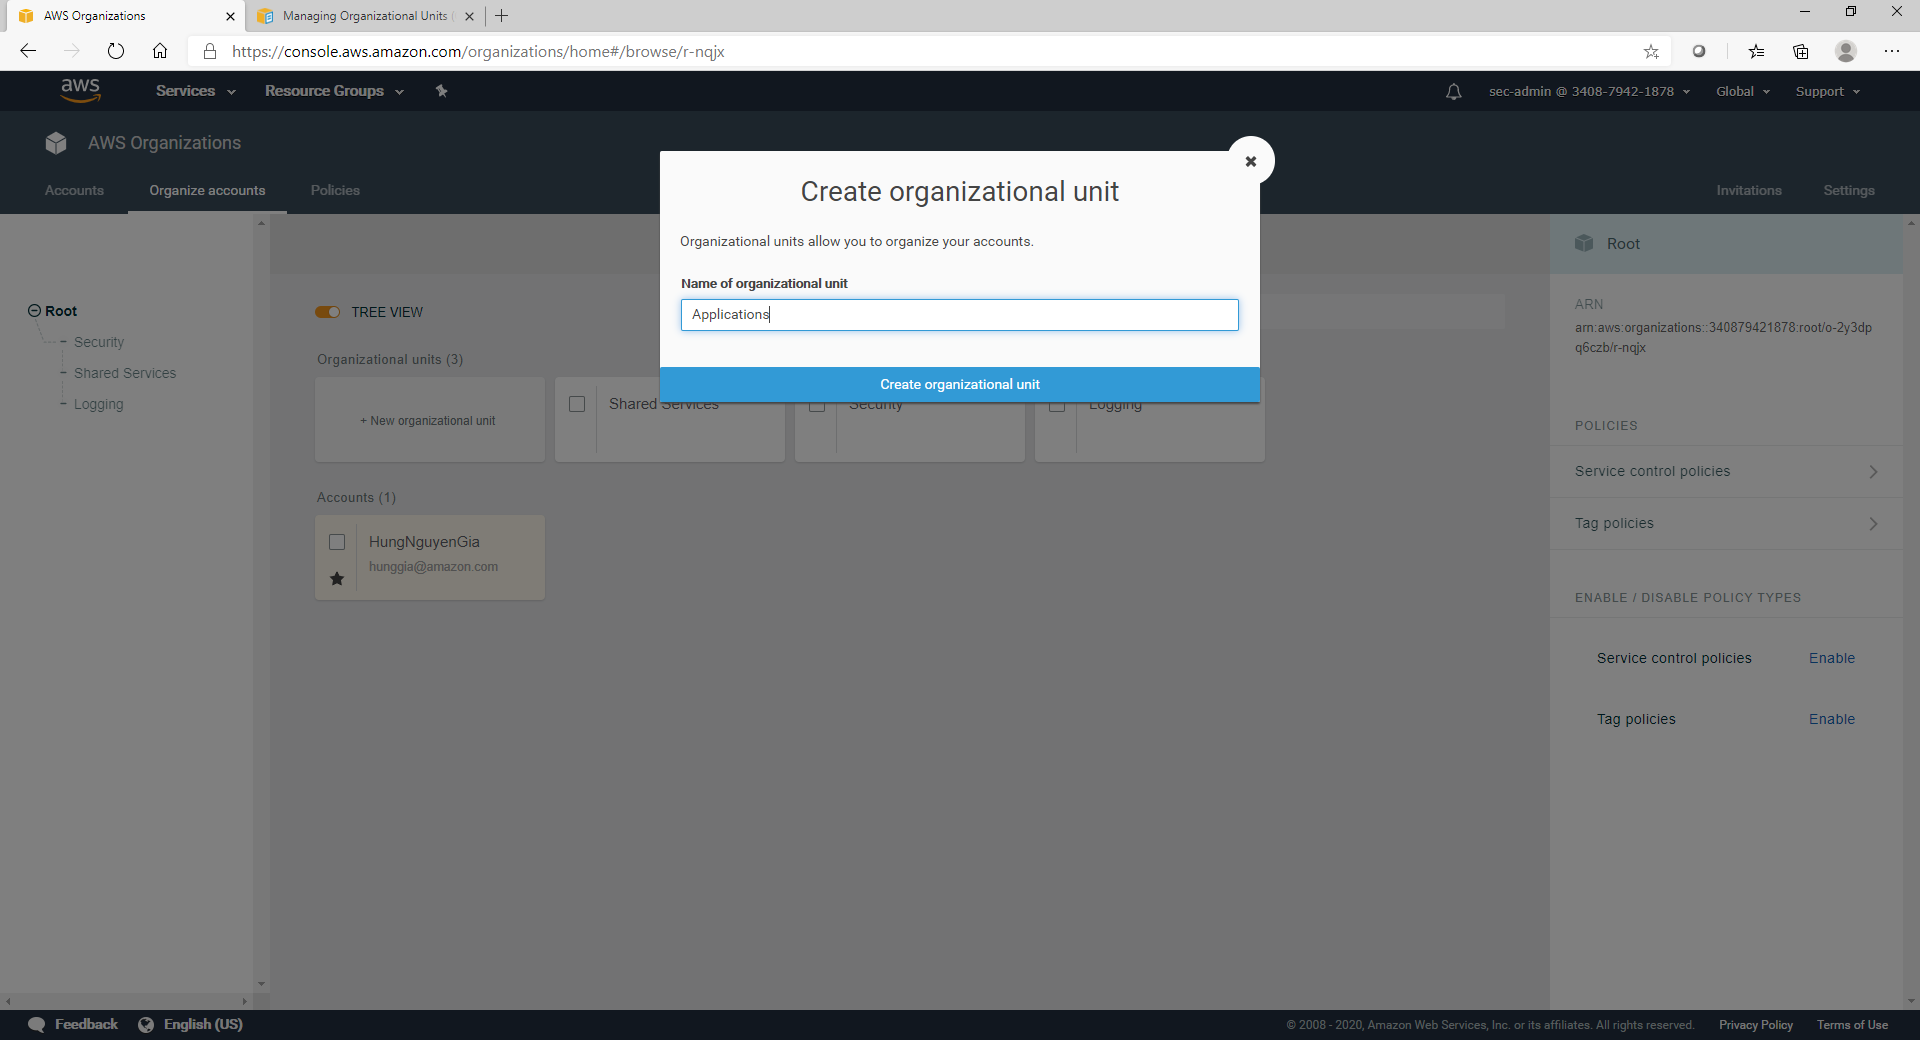 AWS Organizations
Managing Organizational Units
https://console.aws.amazon.com/organizations/home#/browse/r-nqjx
aws
Services
Resource Groups
sec-admin @ 3408-7942-1878
Global
Support
AWS Organizations
Accounts
Organize accounts
Policies
Invitations
Settings
Create organizational unit
Organizational units allow you to organize your accounts.
Name of organizational unit
Applications
Create organizational unit
Root
Security
Shared Services
Logging
TREE VIEW
Organizational units (3)
+ New organizational unit
Shared Services
Security
Logging
Accounts (1)
HungNguyenGia
hunggia@amazon.com
Root
ARN
arn:aws:organizations::340879421878:root/o-2y3dp
q6czb/r-nqjx
POLICIES
Service control policies
Tag policies
ENABLE / DISABLE POLICY TYPES
Service control policies Enable
Tag policies Enable
Feedback
English (US)
© 2008 - 2020, Amazon Web Services, Inc. or its affiliates. All rights reserved.
Privacy Policy
Terms of Use